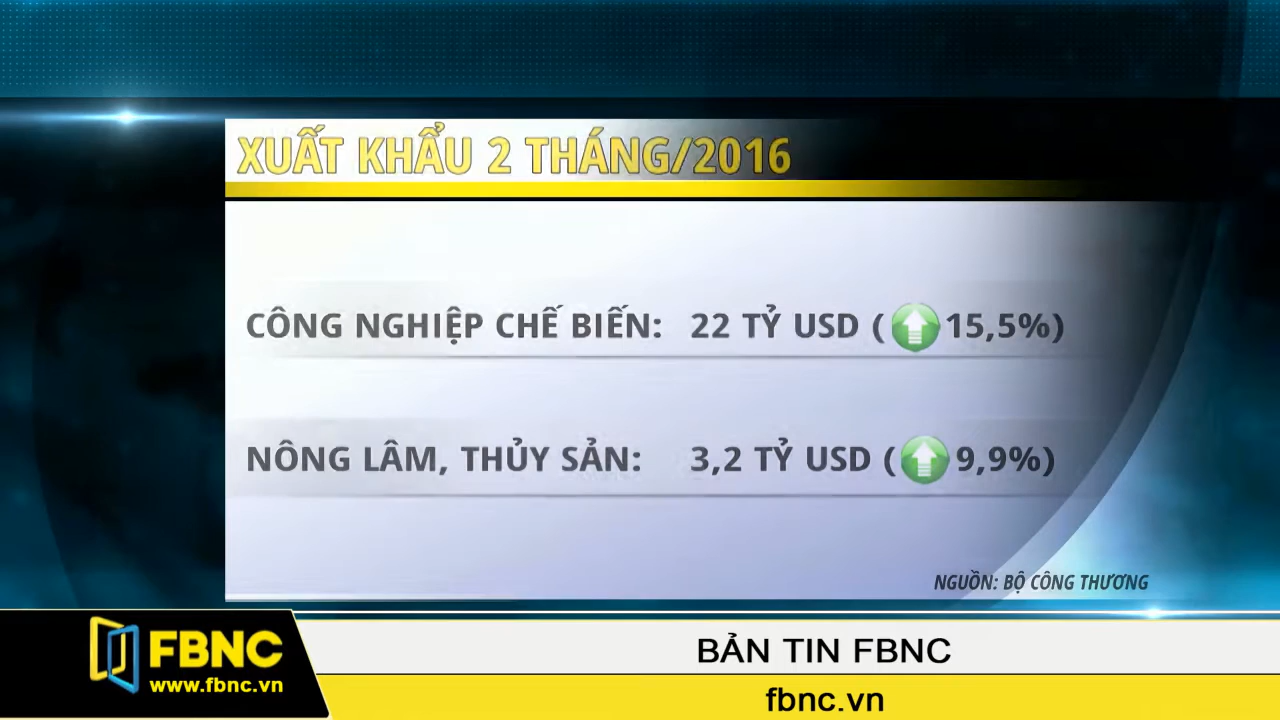 XUẤT KHẨU 2 THÁNG/2016
CÔNG NGHIỆP CHẾ BIẾN: 22 TỶ USD (15,5%)
NÔNG LÂM, THỦY SẢN: 3,2 TỶ USD (9,9%)
NGUỒN: BỘ CÔNG THƯƠNG
FBNC
www.fbnc.vn
BẢN TIN FBNC
fbnc.vn